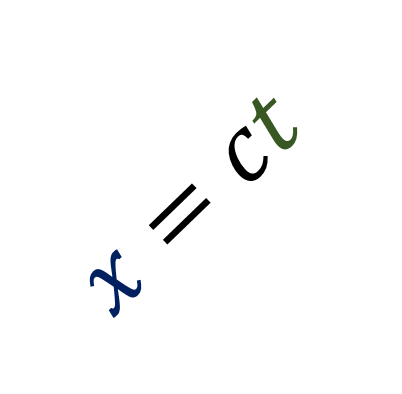 x = ct